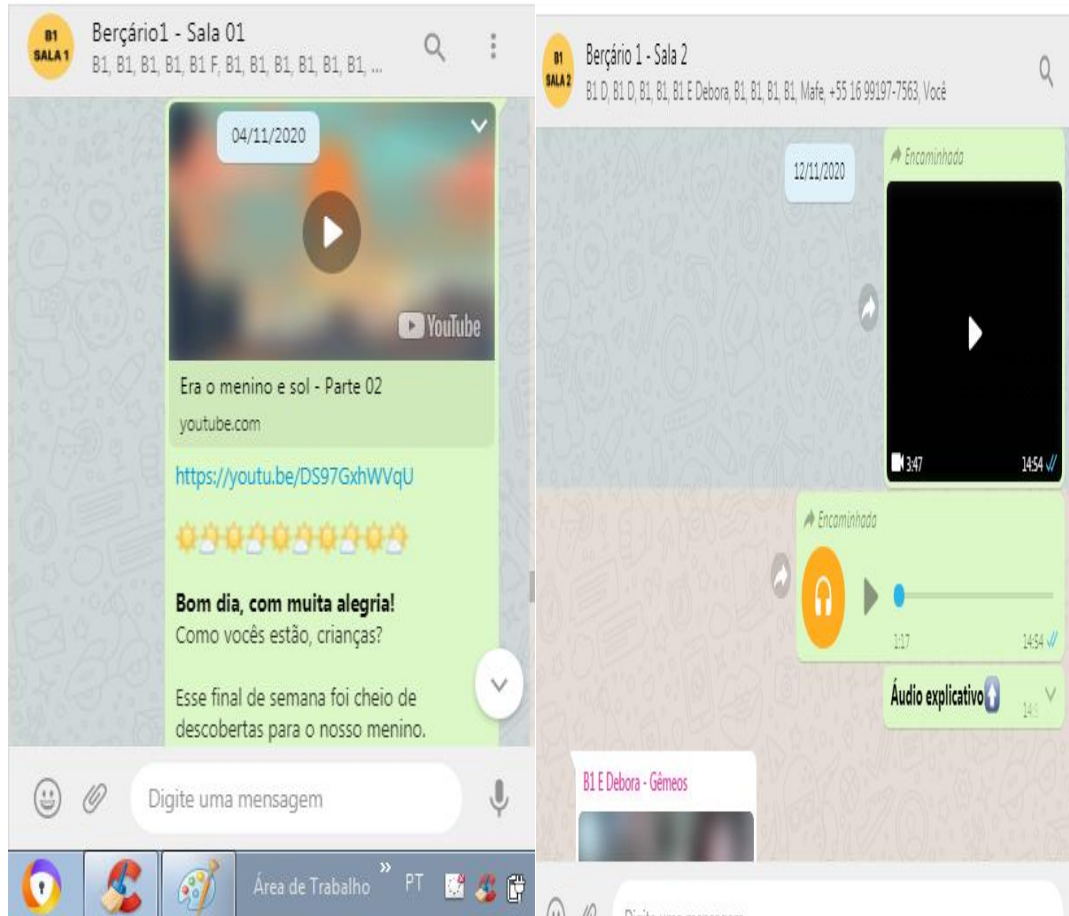 B1
SALA 1
Berçário1 - Sala 01
B1, B1, B1, B1, B1 F, B1, B1, B1, B1, B1, B1, ...
04/11/2020
YouTube
Era o menino e sol - Parte 02
youtube.com
https://youtu.be/DS97GxhWVqU
Bom dia, com muita alegria!
Como vocês estão, crianças?
Esse final de semana foi cheio de
descobertas para o nosso menino.
Digite uma mensagem
Área de Trabalho
PT
B1
SALA 2
Berçário 1 - Sala 2
B1 D, B1 D, B1, B1, B1 E Debora, B1, B1, B1, B1, Mafe, +55 16 99197-7563, Você
12/11/2020
Encaminhada
3:47
14:54
Encaminhada
1:17
14:54
Áudio explicativo
B1 E Debora - Gêmeos
Digite uma mensagem